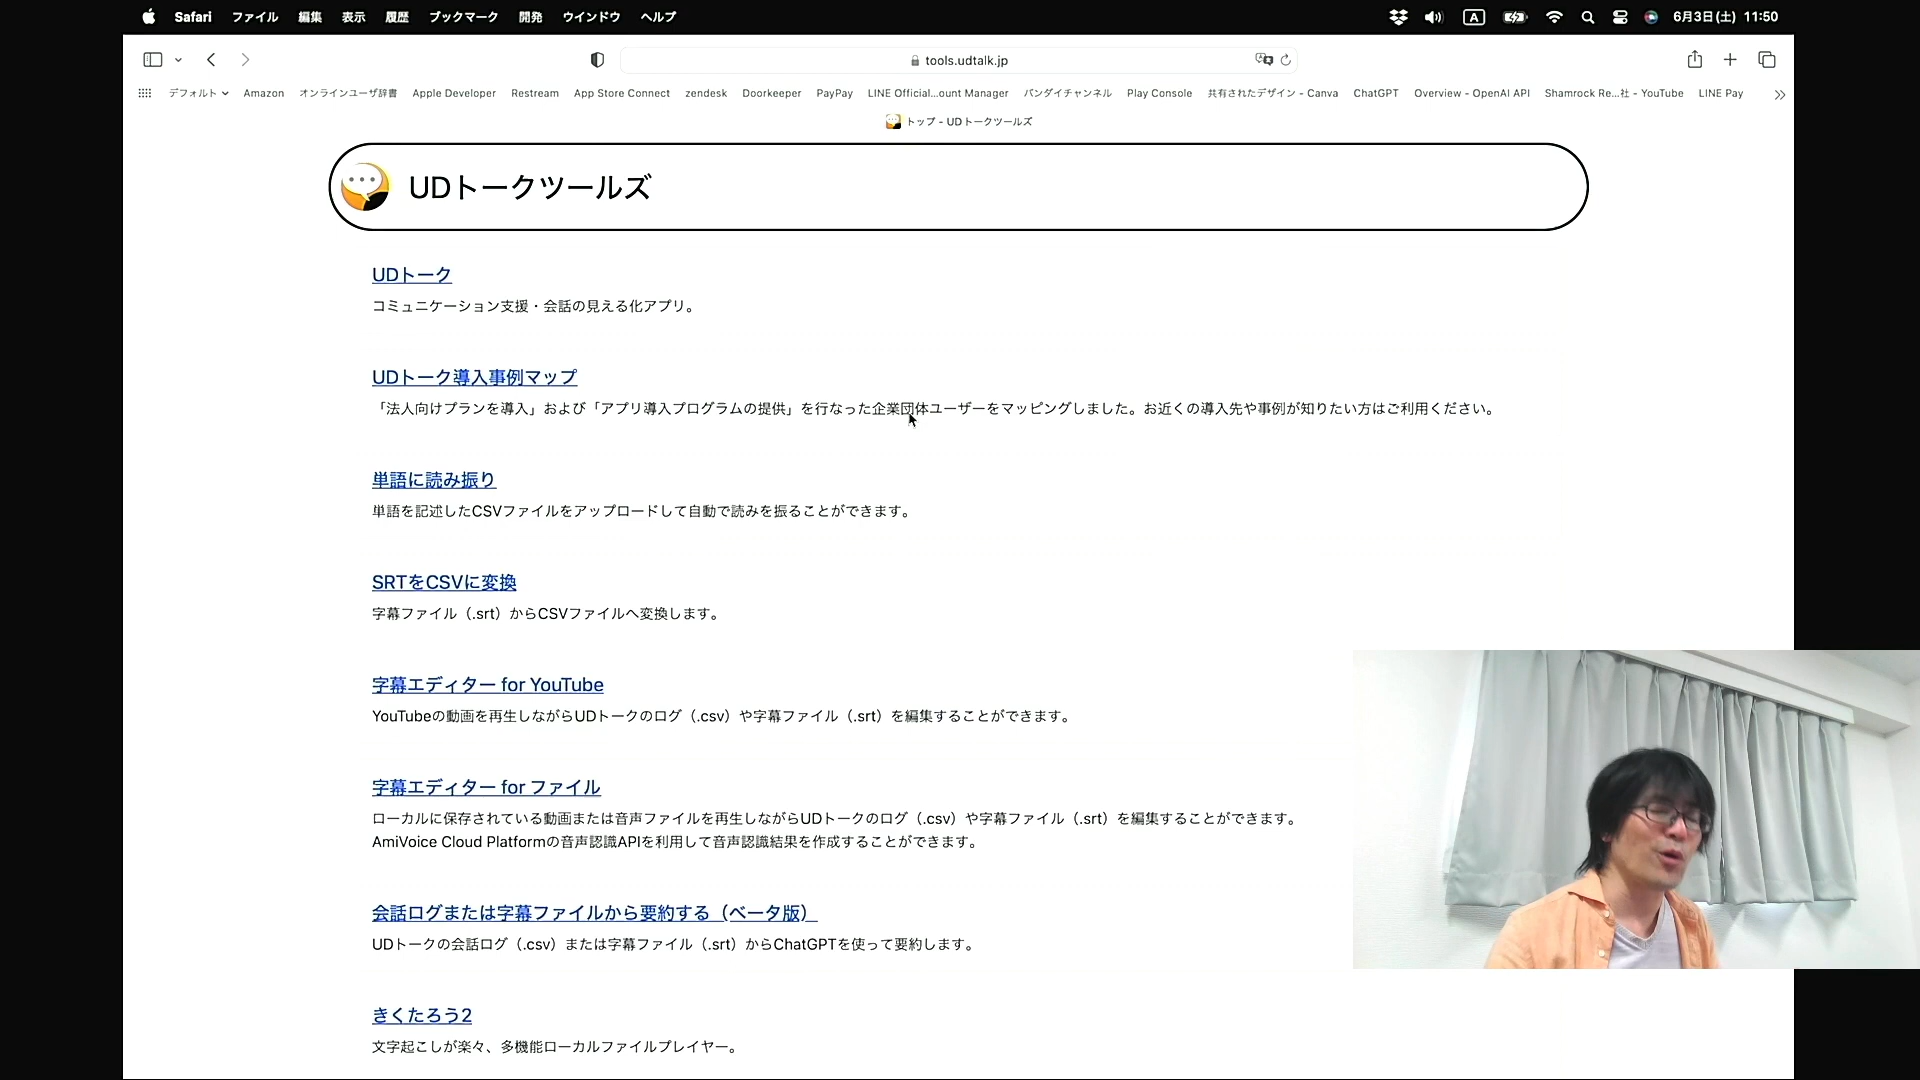 Safari ファイル 編集 表示 履歴 ブックマーク 開発 ウインドウ ヘルプ A 6月3日(土) 11:50
tools.udtalk.jp
デフォルト Amazon オンラインユーザ辞書 Apple Developer Restream App Store Connect zendesk Doorkeeper PayPay LINE Official...ount Manager バンダイチャンネル Play Console 共有されたデザイン - Canva ChatGPT Overview - OpenAI API Shamrock Re...社 - YouTube LINE Pay
トップ - UDトークツールズ
UDトークツールズ
UDトーク
コミュニケーション支援・会話の見える化アプリ。
UDトーク導入事例マップ
「法人向けプランを導入」および「アプリ導入プログラムの提供」を行なった企業団体ユーザーをマッピングしました。お近くの導入先や事例が知りたい方はご利用ください。
単語に読み振り
単語を記述したCSVファイルをアップロードして自動で読みを振ることができます。
SRTをCSVに変換
字幕ファイル（.srt）からCSVファイルへ変換します。
字幕エディター for YouTube
YouTubeの動画を再生しながらUDトークのログ（.csv）や字幕ファイル（.srt）を編集することができます。
字幕エディター for ファイル
ローカルに保存されている動画または音声ファイルを再生しながらUDトークのログ（.csv）や字幕ファイル（.srt）を編集することができます。
AmiVoice Cloud Platformの音声認識APIを利用して音声認識結果を作成することができます。
会話ログまたは字幕ファイルから要約する（ベータ版）
UDトークの会話ログ（.csv）または字幕ファイル（.srt）からChatGPTを使って要約します。
きくたろう2
文字起こしが楽々、多機能ローカルファイルプレイヤー。